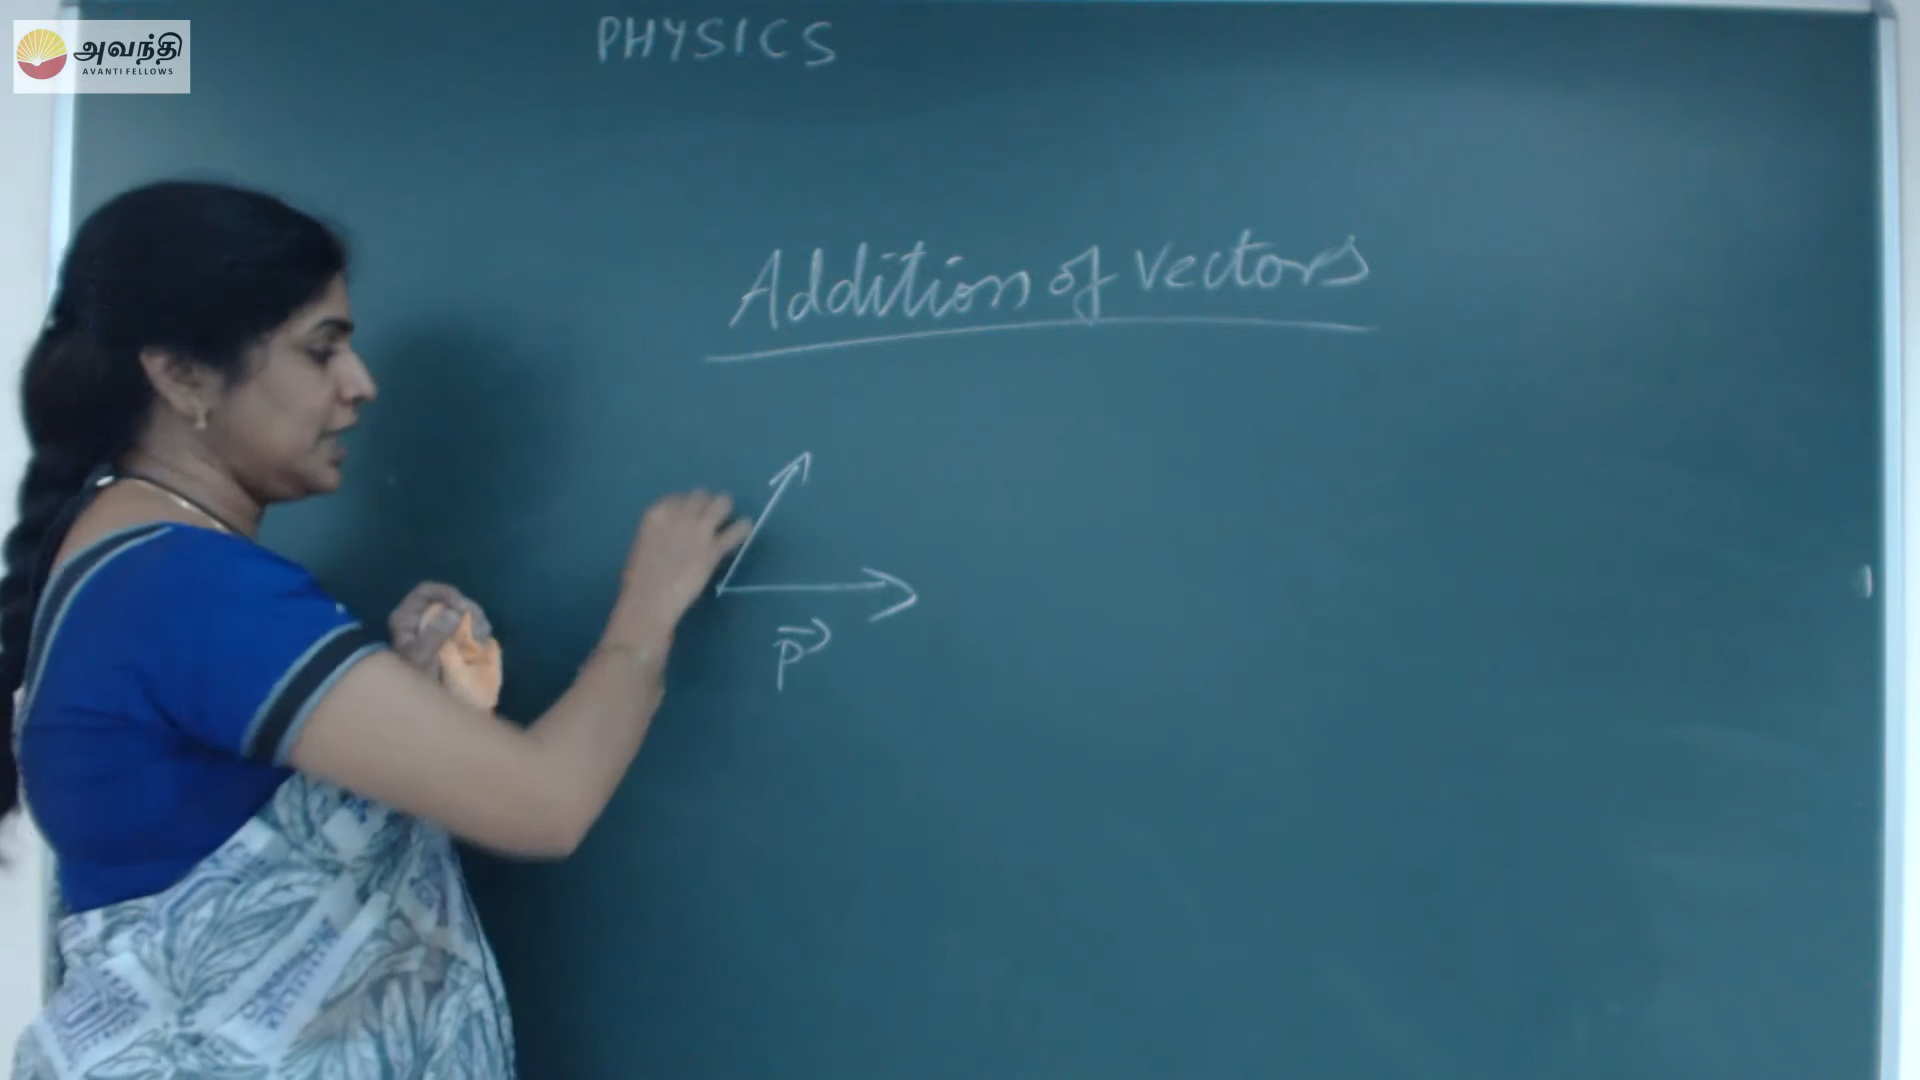 அவந்தி
AVANTI FELLOWS
PHYSICS
Addition of vectors
P